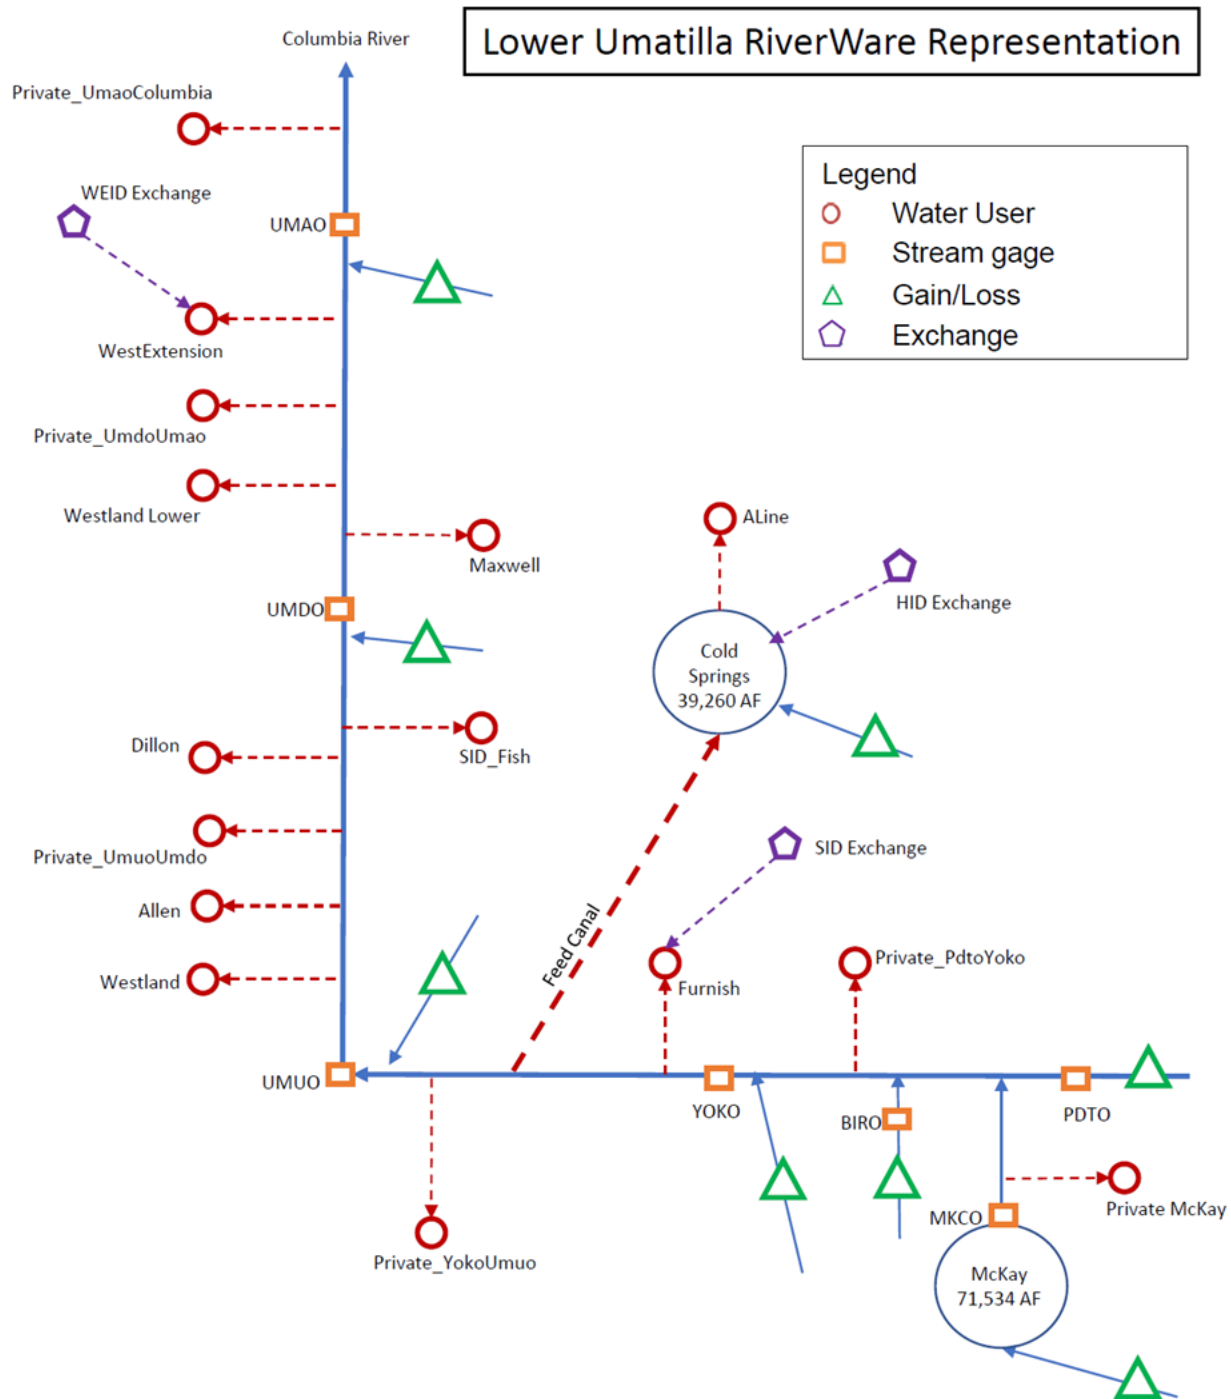 Lower Umatilla RiverWare Representation
Columbia River
Private_UmaoColumbia
Legend
Water User
Stream gage
Gain/Loss
Exchange
WEID Exchange
UMAO
WestExtension
Private_UmdoUmao
Westland Lower
Maxwell
ALine
HID Exchange
UMDO
Cold
Springs
39,260 AF
Dillon
SID_Fish
Private_UmuoUmdo
SID Exchange
Allen
Feed Canal
Westland
Furnish
Private_PdtoYoko
UMUO
YOKO
BIRO
PDTO
MKCO
Private McKay
Private_YokoUmuo
McKay
71,534 AF